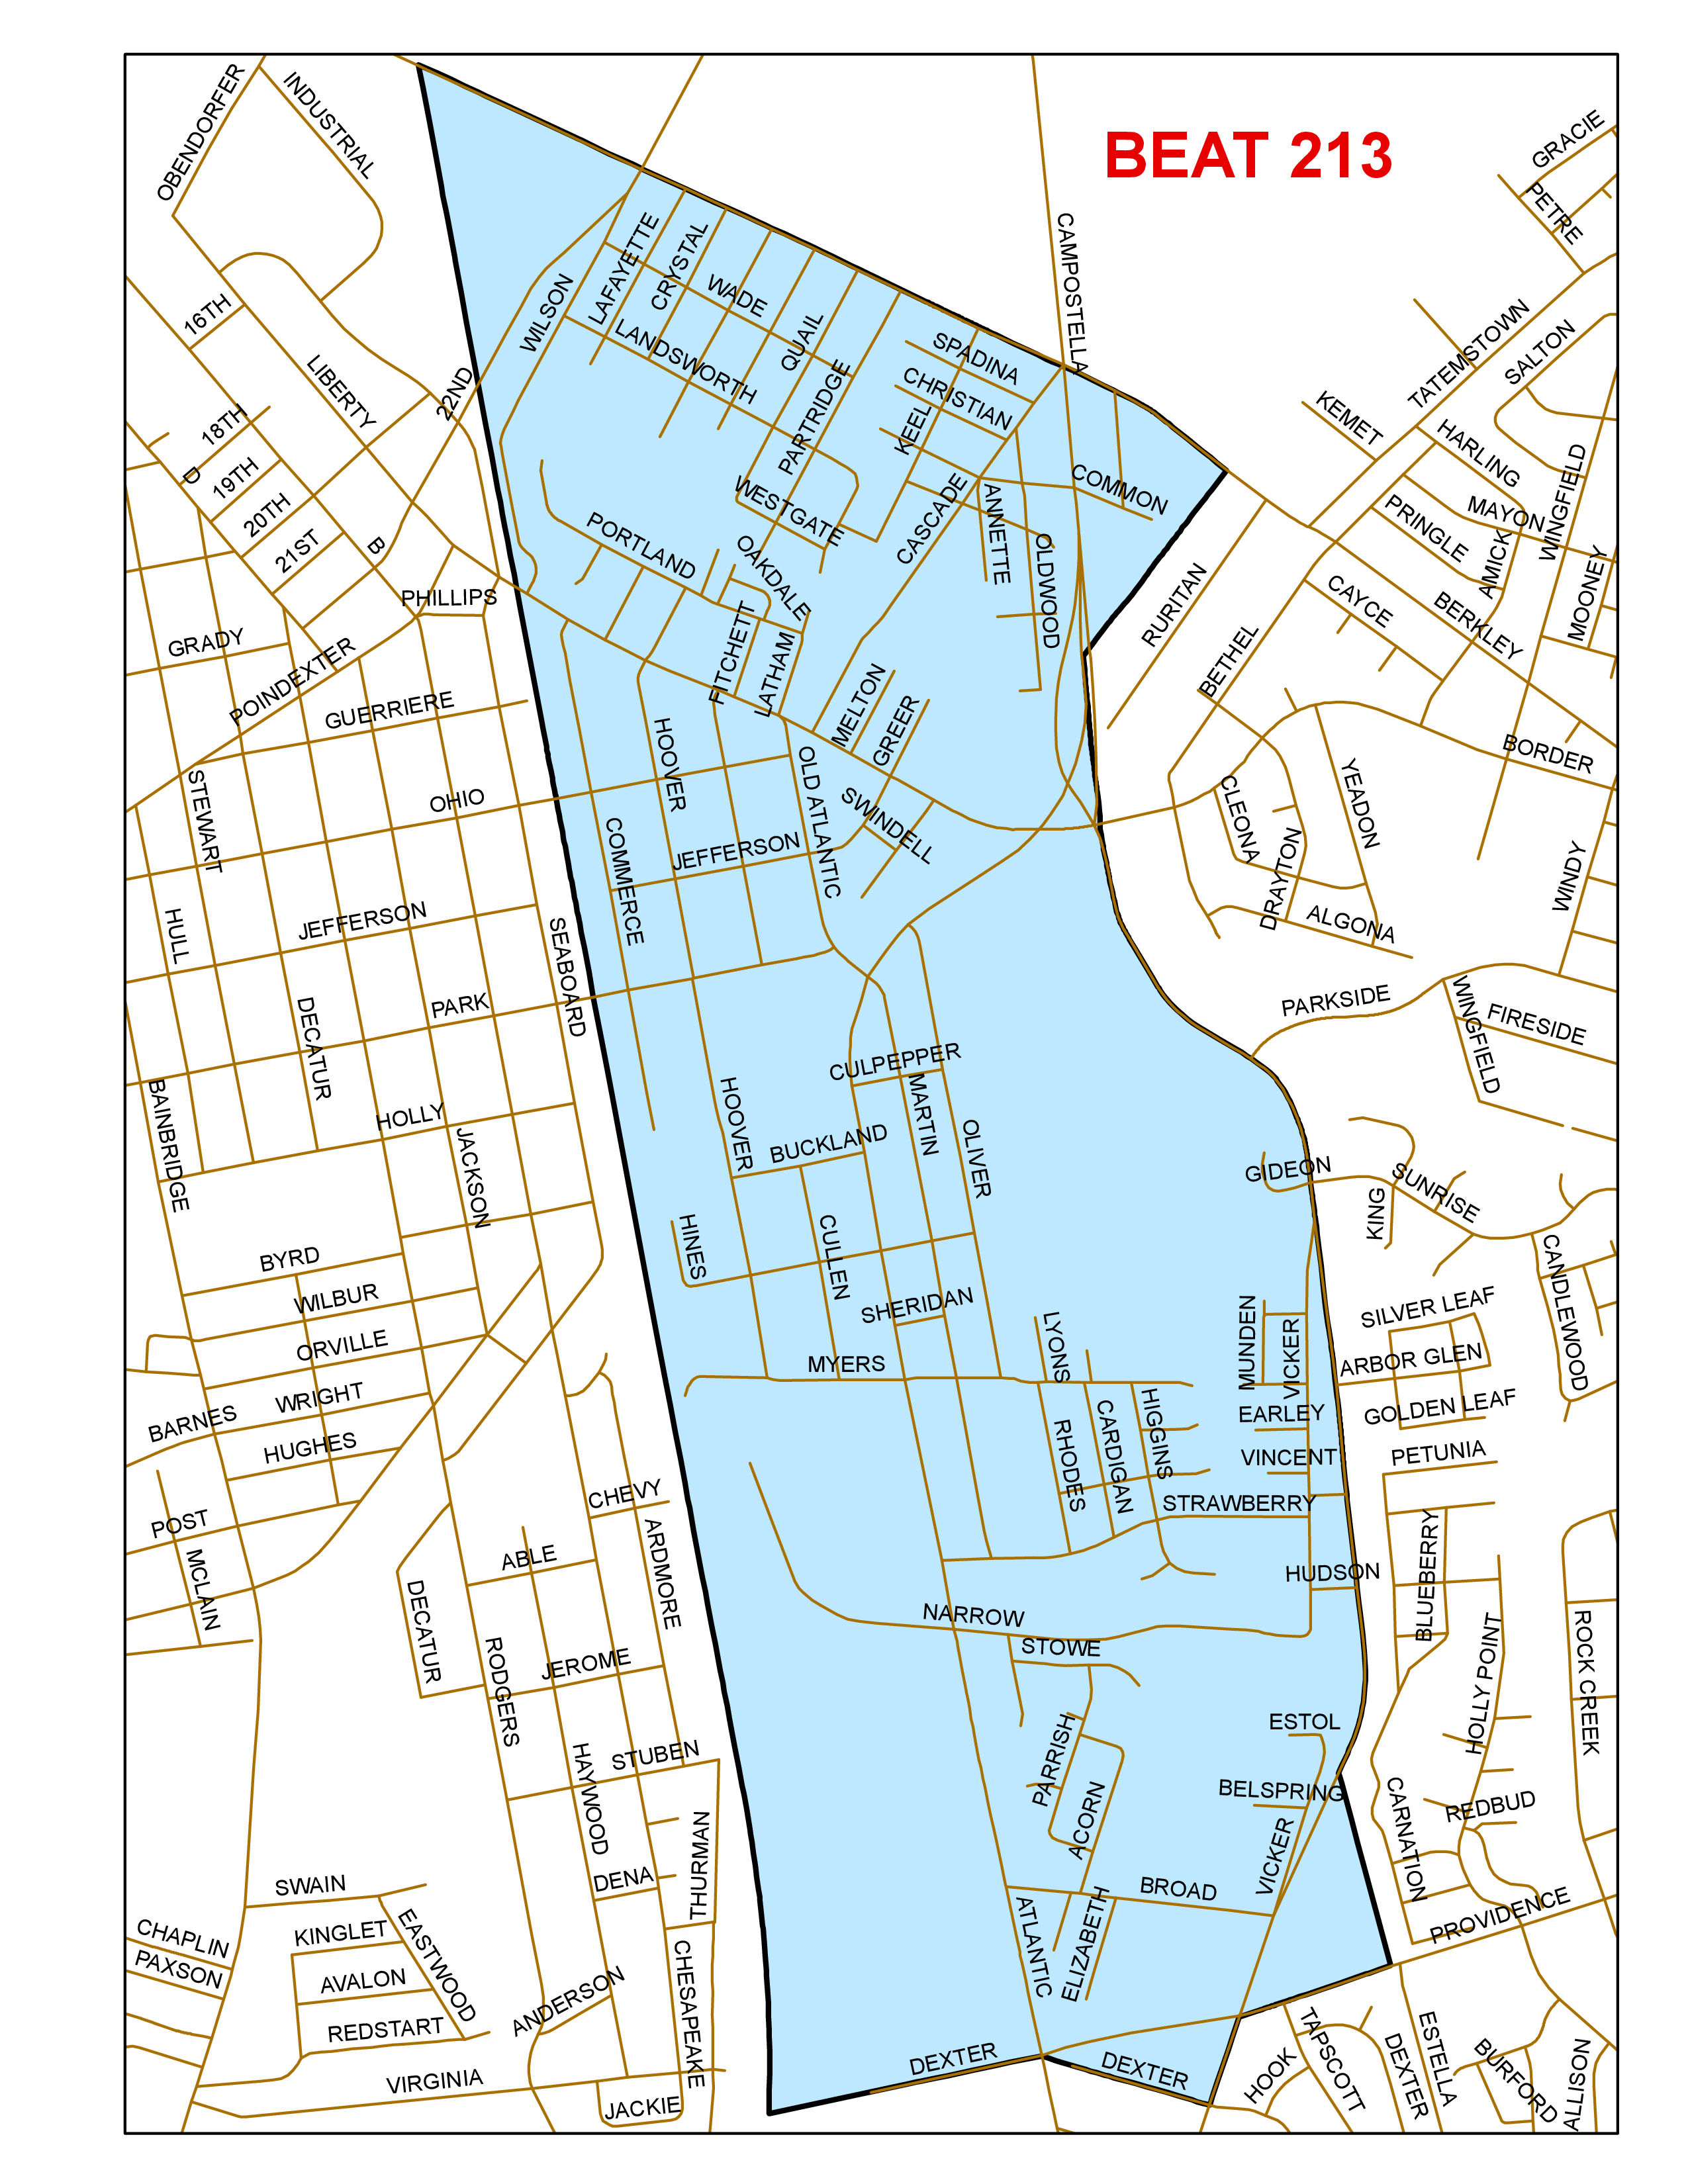 BEAT 213
OBENDORFER
INDUSTRIAL
GRACIE
PETRE
CAMPOSTELLA
LAFAYETTE
CRYSTAL
WADE
WILSON
16TH
QUAIL
LANDSWORTH
SPADINA
TATEMSTOWN
SALTON
LIBERTY
22ND
PARTRIDGE
CHRISTIAN
KEEL
KEMET
HARLING
18TH
D
19TH
20TH
21ST
B
WESTGATE
CASCADE
ANNETTE
COMMON
MAYON
WINGFIELD
PRINGLE
AMICK
MOONEY
PORTLAND
OAKDALE
OLDWOOD
RURITAN
CAYCE
BERKLEY
PHILLIPS
GRADY
POINDEXTER
FITCHETT
LATHAM
MELTON
GREER
BETHEL
GUERRIERE
HOOVER
OLD ATLANTIC
BORDER
STEWART
OHIO
SWINDELL
CLEONA
YEADON
COMMERCE
JEFFERSON
DRAYTON
WINDY
HULL
JEFFERSON
SEABOARD
ALGONA
DECATUR
PARK
PARKSIDE
WINGFIELD
FIRESIDE
BAINBRIDGE
HOLLY
JACKSON
HOOVER
CULPEPPER
MARTIN
BUCKLAND
OLIVER
GIDEON
SUNRISE
KING
HINES
CULLEN
BYRD
CANDLEWOOD
WILBUR
SHERIDAN
LYONS
MUNDEN
VICKER
SILVER LEAF
ORVILLE
MYERS
ARBOR GLEN
WRIGHT
BARNES
HIGGINS
CARDIGAN
RHODES
EARLEY
GOLDEN LEAF
HUGHES
VINCENT
PETUNIA
CHEVY
STRAWBERRY
POST
ARDMORE
BLUEBERRY
MCLAIN
ABLE
DECATUR
HUDSON
NARROW
STOWE
RODGERS
JEROME
HOLLY POINT
ROCK CREEK
PARRISH
ESTOL
STUBEN
HAYWOOD
ACORN
BELSPRING
CARNATION
REDBUD
THURMAN
VICKER
SWAIN
DENA
BROAD
ATLANTIC
ELIZABETH
PROVIDENCE
CHAPLIN
KINGLET
EASTWOOD
PAXSON
AVALON
ANDERSON
CHESAPEAKE
REDSTART
DEXTER
DEXTER
TAPSCOTT
HOOK
DEXTER
ESTELLA
BURFORD
ALLISON
VIRGINIA
JACKIE